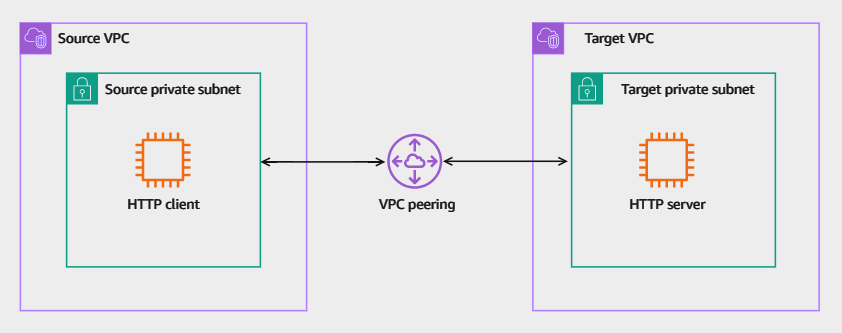 Source VPC
Target VPC
Source private subnet
Target private subnet
HTTP client
VPC peering
HTTP server